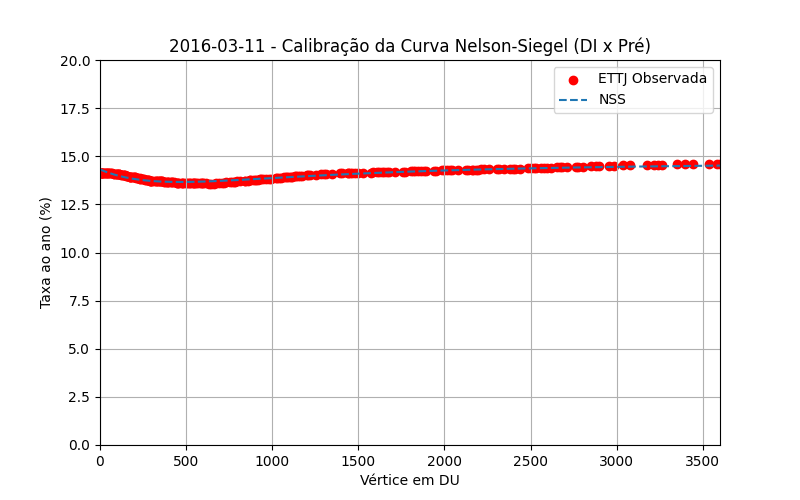 2016-03-11 - Calibração da Curva Nelson-Siegel (DI x Pré)
ETTJ Observada
NSS
Taxa ao ano (%)
20.0
17.5
15.0
12.5
10.0
7.5
5.0
2.5
0.0
0 500 1000 1500 2000 2500 3000 3500
Vértice em DU